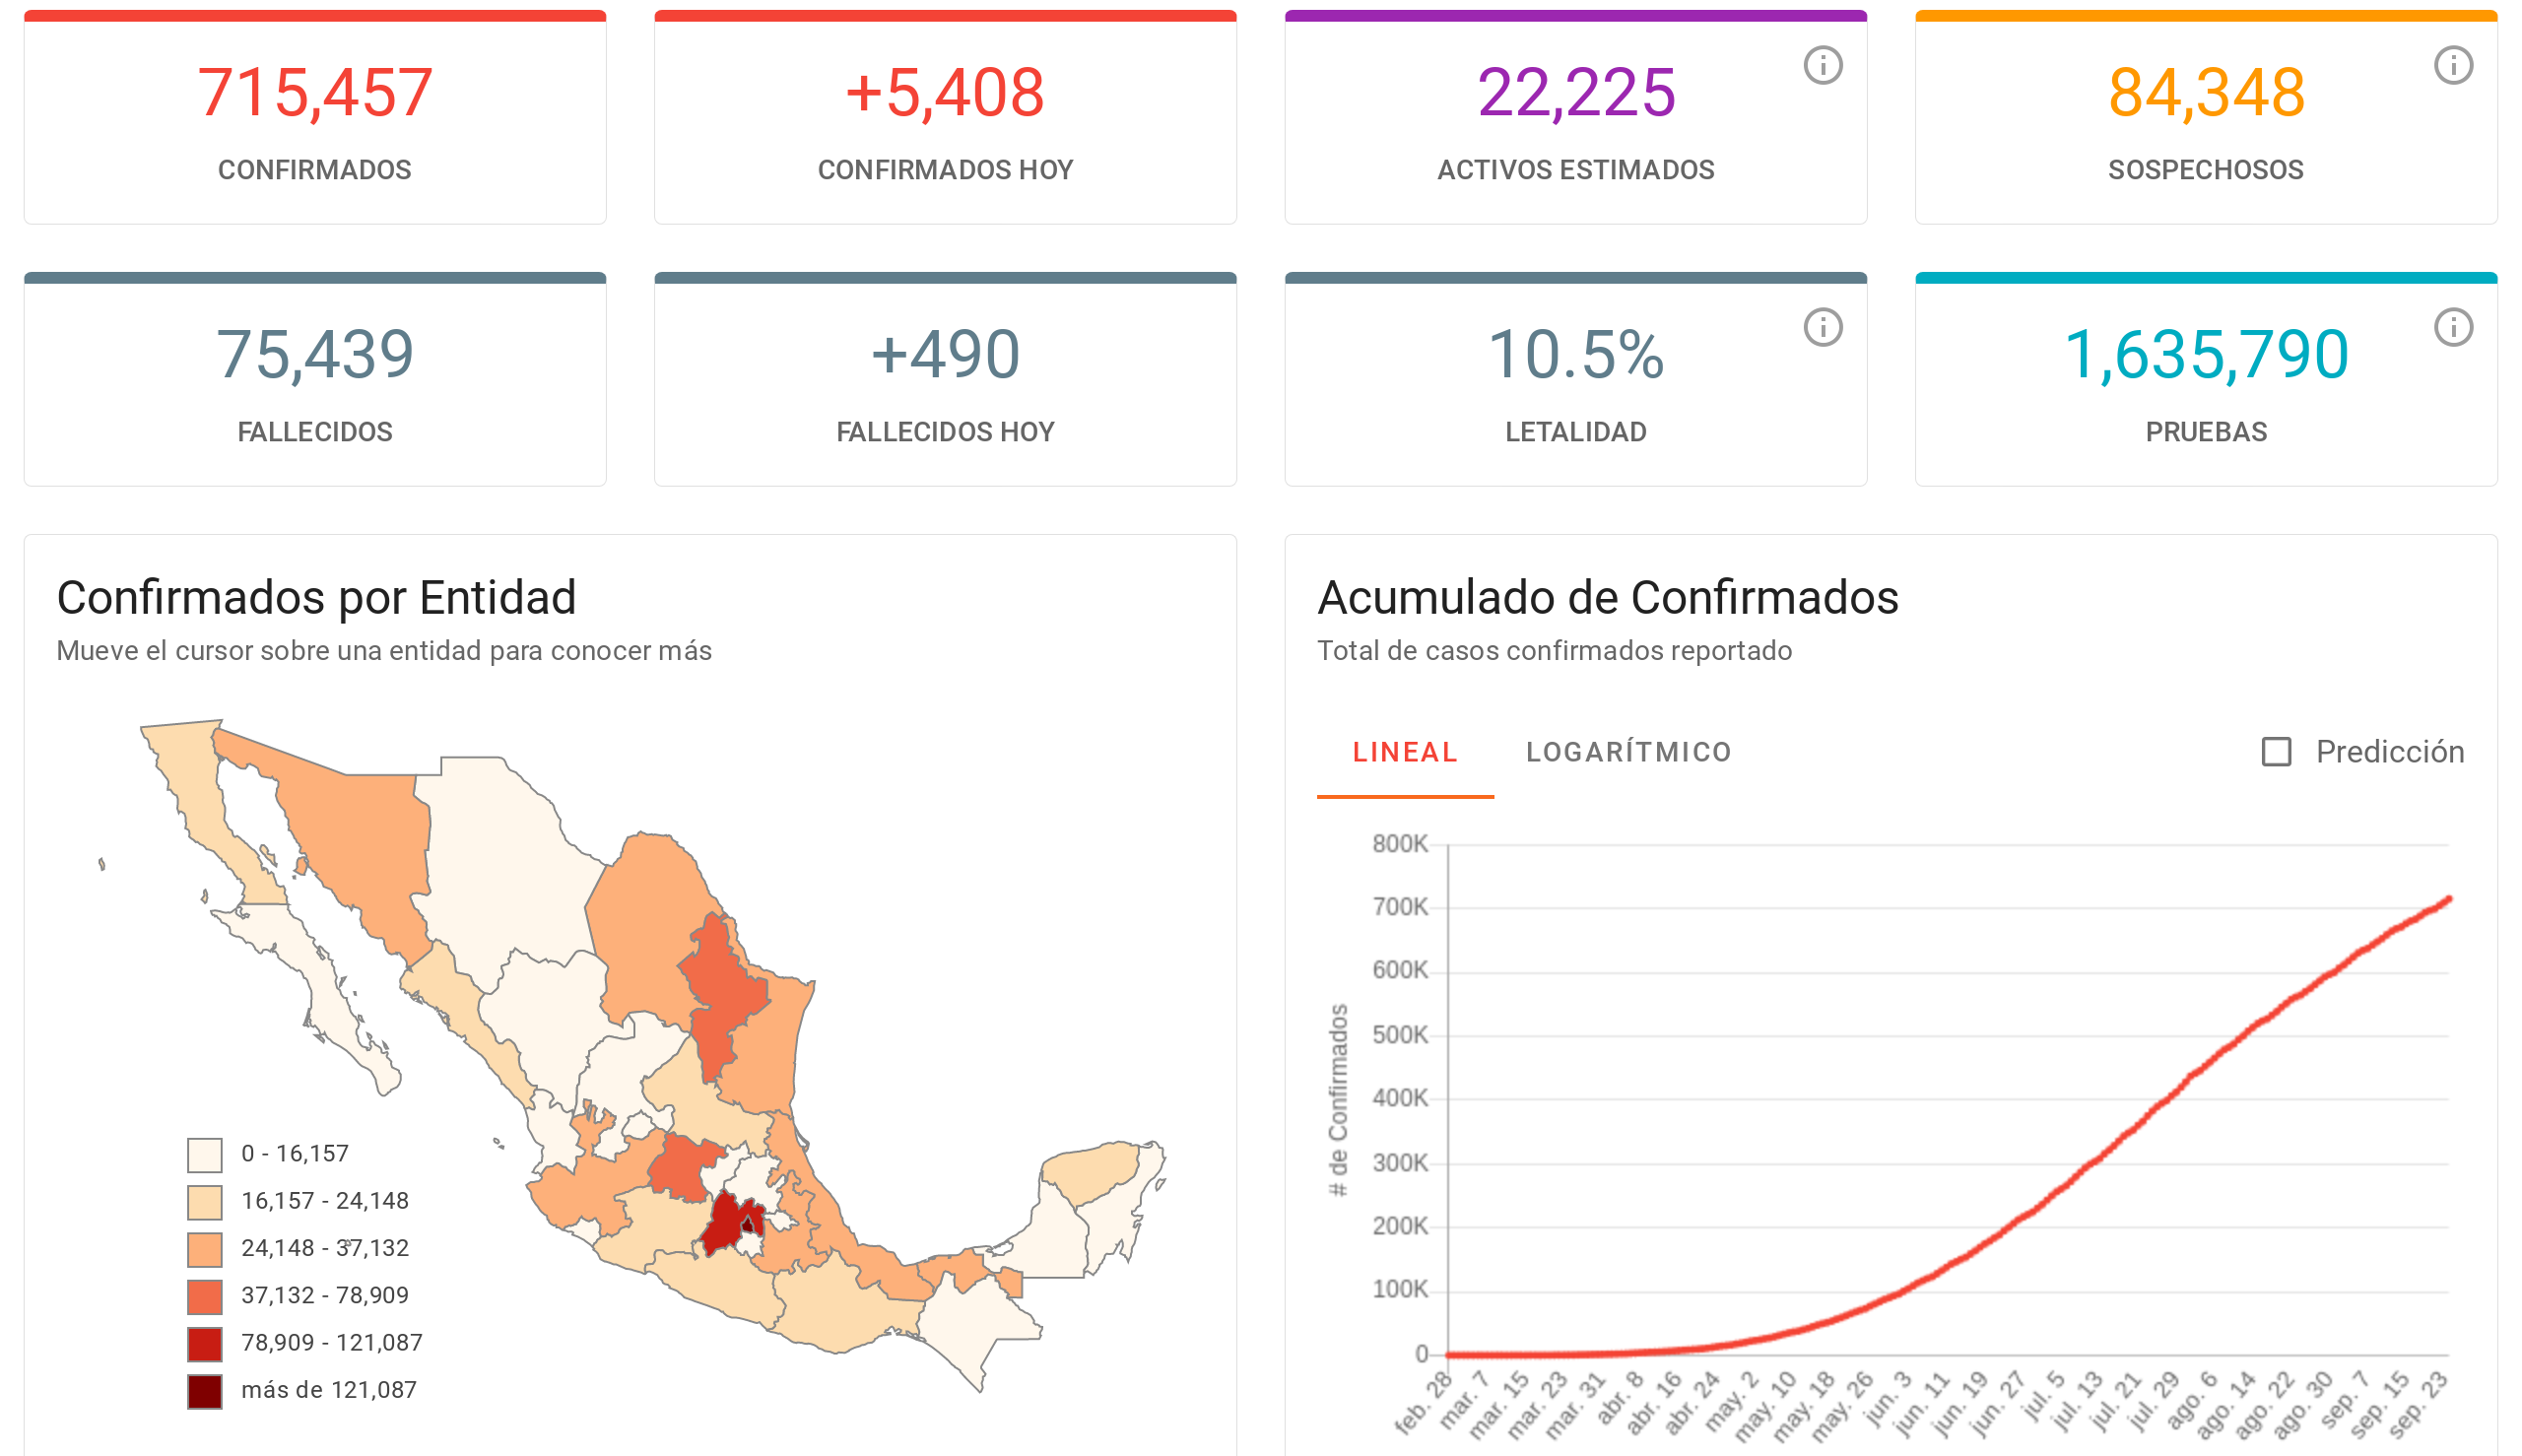 715,457
CONFIRMADOS
+5,408
CONFIRMADOS HOY
22,225
ACTIVOS ESTIMADOS
84,348
SOSPECHOSOS
75,439
FALLECIDOS
+490
FALLECIDOS HOY
10.5%
LETALIDAD
1,635,790
PRUEBAS
Confirmados por Entidad
Mueve el cursor sobre una entidad para conocer más
0 - 16,157
16,157 - 24,148
24,148 - 37,132
37,132 - 78,909
78,909 - 121,087
más de 121,087
Acumulado de Confirmados
Total de casos confirmados reportado
LINEAL
LOGARÍTMICO
Predicción
# de Confirmados
800K
700K
600K
500K
400K
300K
200K
100K
0
feb. 28
mar. 7
mar. 15
mar. 23
mar. 31
abr. 8
abr. 16
abr. 24
may. 2
may. 10
may. 18
may. 26
jun. 3
jun. 11
jun. 19
jun. 27
jul. 5
jul. 13
jul. 21
jul. 29
ago. 6
ago. 14
ago. 22
ago. 30
sep. 7
sep. 15
sep. 23